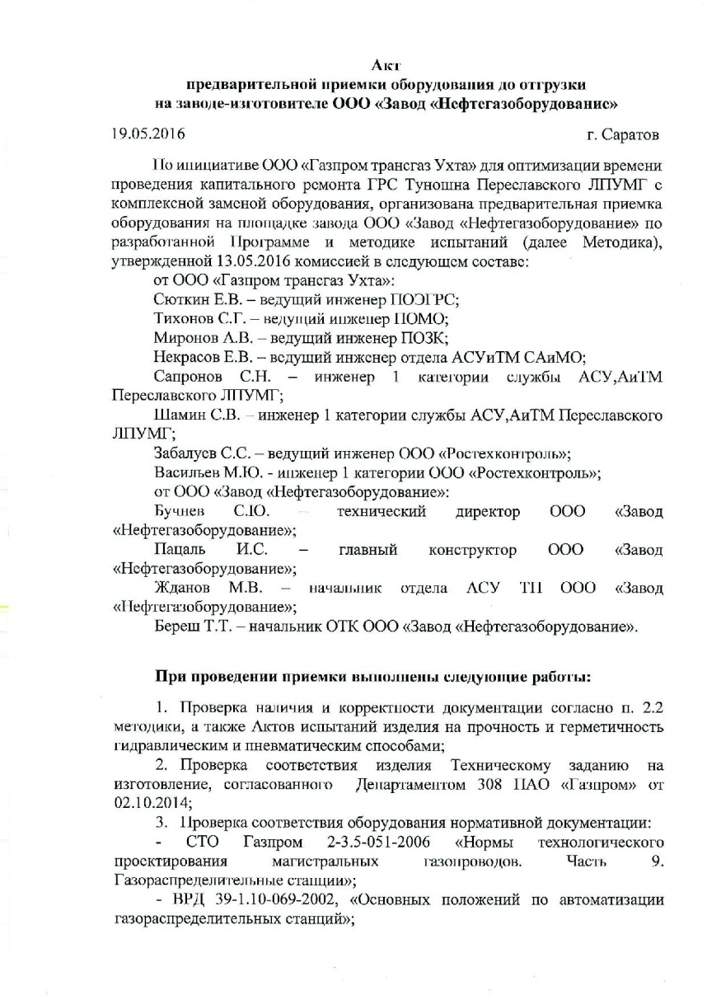 Акт
предварительной приемки оборудования до отгрузки
на заводе-изготовителе ООО «Завод «Нефтегазоборудование»
19.05.2016 г. Саратов
По инициативе ООО «Газпром трансгаз Ухта» для оптимизации времени
проведения капитального ремонта ГРС Туношна Переславского ЛПУМГ с
комплексной заменой оборудования, организована предварительная приемка
оборудования на площадке завода ООО «Завод «Нефтегазоборудование» по
разработанной Программе и методике испытаний (далее Методика),
утвержденной 13.05.2016 комиссией в следующем составе:
от ООО «Газпром трансгаз Ухта»:
Сюткин Е.В. – ведущий инженер ПОЭГРС;
Тихонов С.Г. – ведущий инженер ПОМО;
Миронов А.В. – ведущий инженер ПОЗК;
Некрасов Е.В. – ведущий инженер отдела АСУиТМ САиМО;
Сапронов С.Н. – инженер 1 категории службы АСУ,АиТМ
Переславского ЛПУМГ;
Шамин С.В. – инженер 1 категории службы АСУ,АиТМ Переславского
ЛПУМГ;
Забалуев С.С. – ведущий инженер ООО «Ростехконтроль»;
Васильев М.Ю. - инженер 1 категории ООО «Ростехконтроль»;
от ООО «Завод «Нефтегазоборудование»:
Бучнев С.Ю. – технический директор ООО «Завод
«Нефтегазоборудование»;
Пацаль И.С. – главный конструктор ООО «Завод
«Нефтегазоборудование»;
Жданов М.В. – начальник отдела АСУ ТП ООО «Завод
«Нефтегазоборудование»;
Береш Т.Т. – начальник ОТК ООО «Завод «Нефтегазоборудование».
При проведении приемки выполнены следующие работы:
1. Проверка наличия и корректности документации согласно п. 2.2
методики, а также Актов испытаний изделия на прочность и герметичность
гидравлическим и пневматическим способами;
2. Проверка соответствия изделия Техническому заданию на
изготовление, согласованного Департаментом 308 ПАО «Газпром» от
02.10.2014;
3. Проверка соответствия оборудования нормативной документации:
- СТО Газпром 2-3.5-051-2006 «Нормы технологического
проектирования магистральных газопроводов. Часть 9.
Газораспределительные станции»;
- ВРД 39-1.10-069-2002, «Основных положений по автоматизации
газораспределительных станций»;